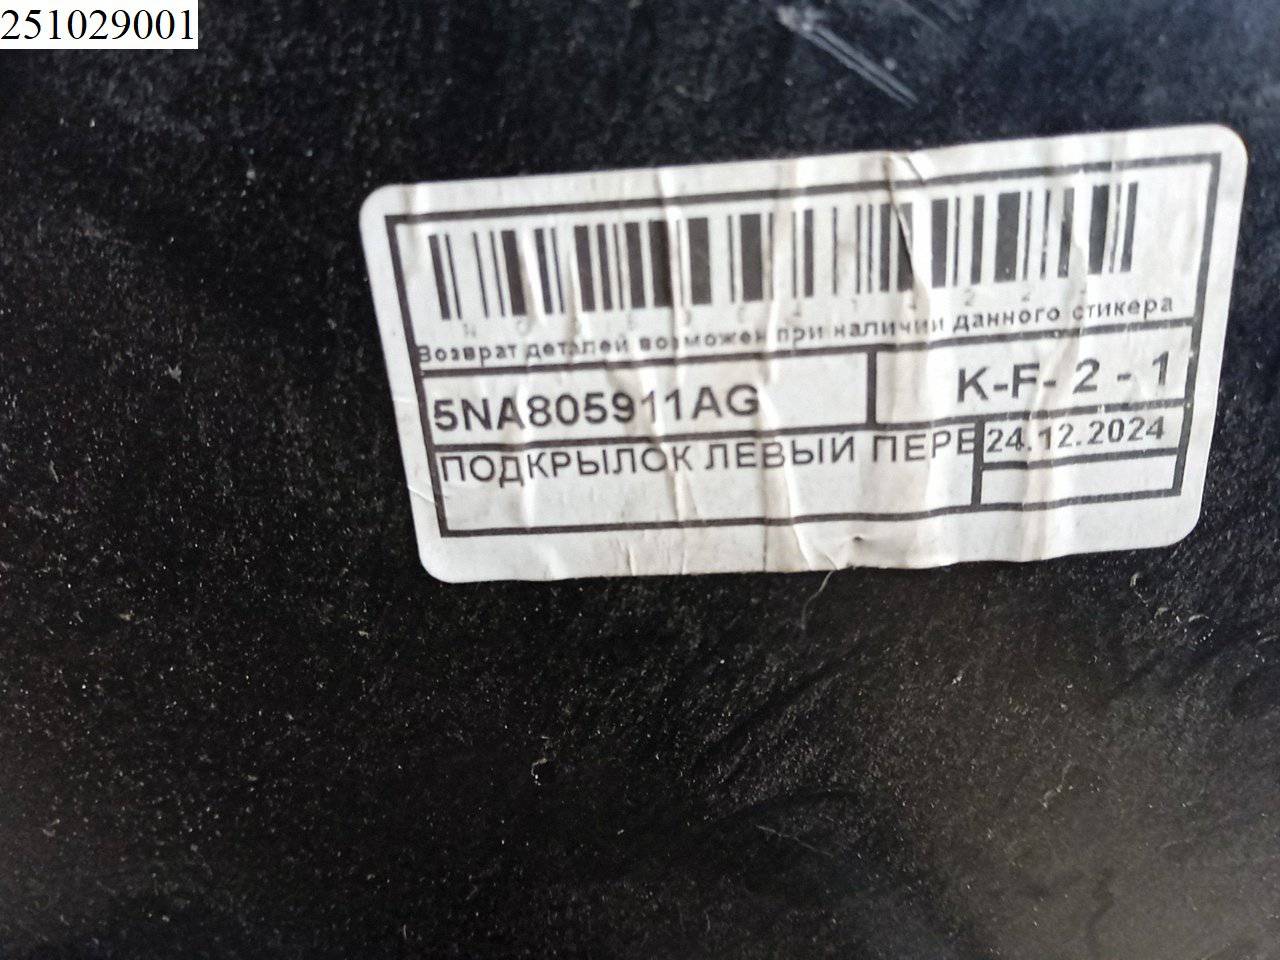 251029001
Возврат деталей возможен при наличии данного стикера
5NA805911AG
K-F- 2 - 1
ПОДКРЫЛОК ЛЕВЫЙ ПЕРЕ
24.12.2024